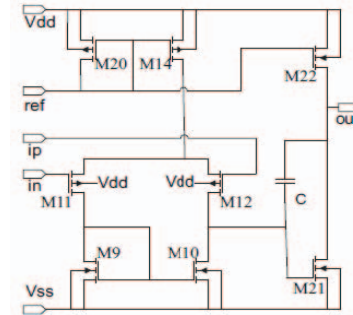 Vdd
M20 M14
M22
ref
ou
ip
in
Vdd Vdd
M11 M12
C
M9 M10
Vss
M21